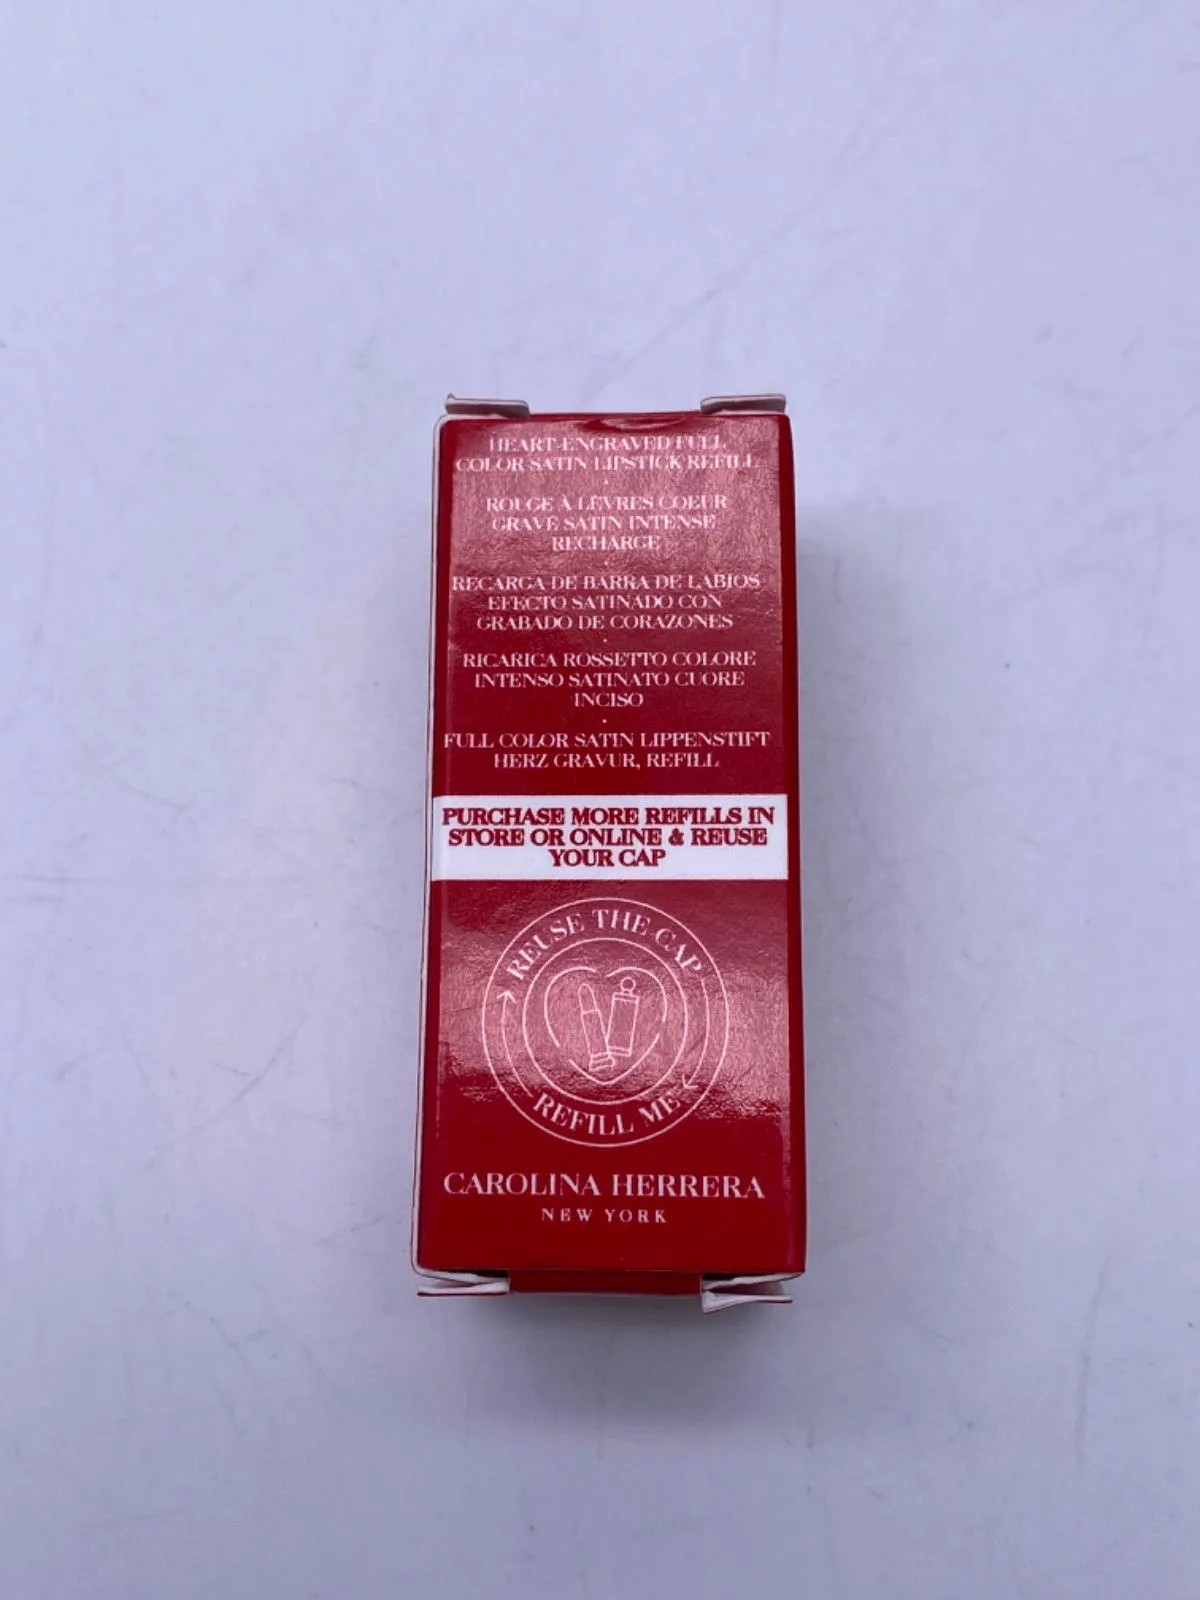 HEART-ENGRAVED FULL
COLOR SATIN LIPSTICK REFILL
·
ROUGE À LÈVRES COEUR
GRAVÉ SATIN INTENSE
RECHARGE
·
RECARGA DE BARRA DE LABIOS
EFECTO SATINADO CON
GRABADO DE CORAZONES
·
RICARICA ROSSETTO COLORE
INTENSO SATINATO CUORE
INCISO
·
FULL COLOR SATIN LIPPENSTIFT
HERZ GRAVUR, REFILL
PURCHASE MORE REFILLS IN
STORE OR ONLINE & REUSE
YOUR CAP
REUSE THE CAP
REFILL ME
CAROLINA HERRERA
NEW YORK